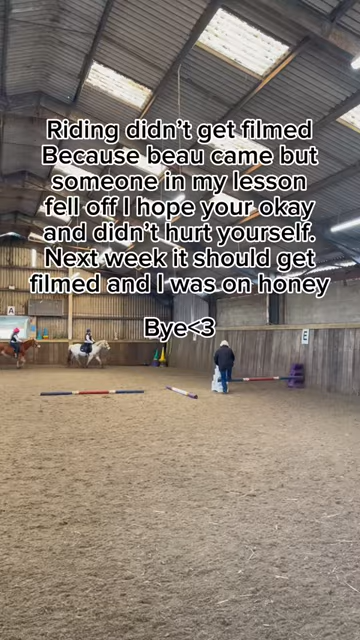 Riding didn't get filmed
Because beau came but
someone in my lesson
fell off I hope your okay
and didn't hurt yourself.
Next week it should get
filmed and I was on honey
Bye<3
A
E